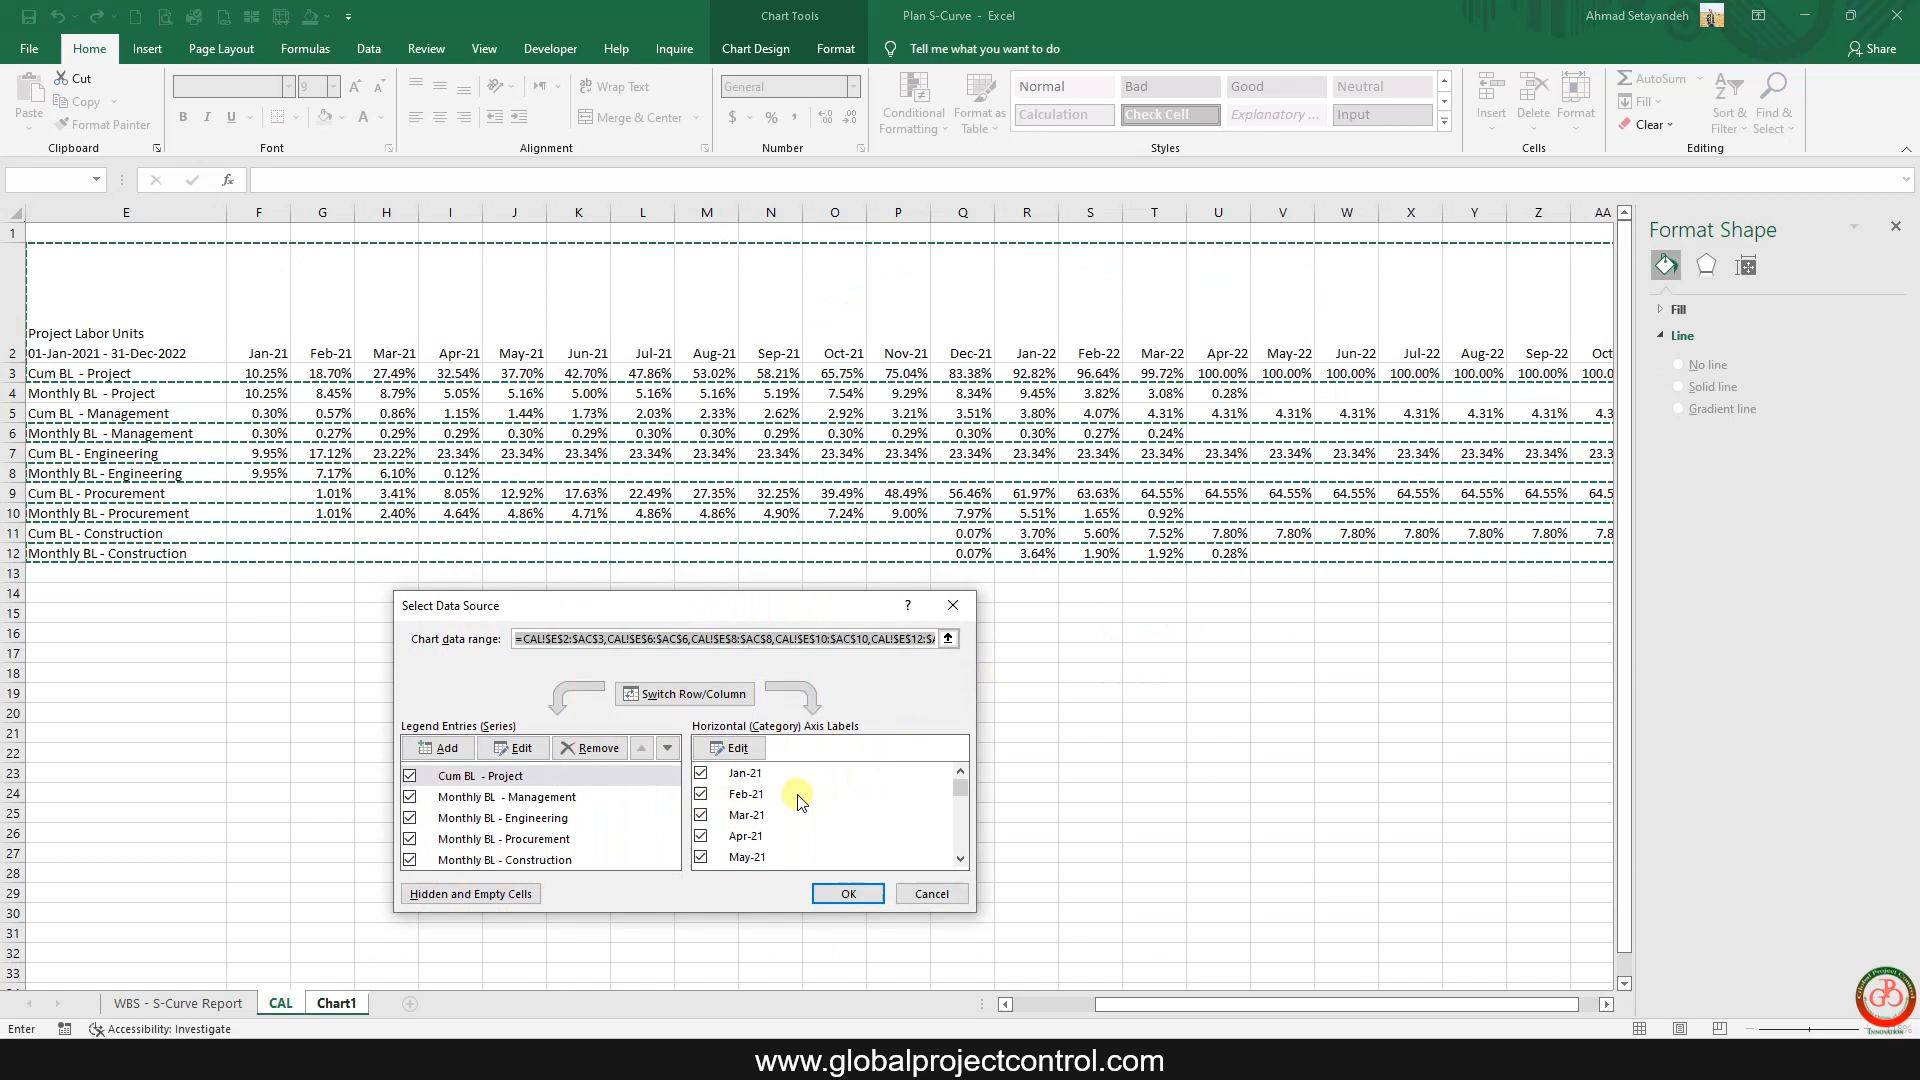 Chart Tools Plan S-Curve - Excel Ahmad Setayandeh
File Home Insert Page Layout Formulas Data Review View Developer Help Inquire Chart Design Format Tell me what you want to do Share
Cut
Copy
Format Painter
Paste
Clipboard
9
B I U
Font
Wrap Text
Merge & Center
Alignment
General
$ % ,
Number
Conditional
Formatting
Format as
Table
Normal Bad Good Neutral
Calculation Check Cell Explanatory ... Input
Styles
Insert Delete Format
Cells
AutoSum
Fill
Clear
Sort &
Filter
Find &
Select
Editing
fx
E F G H I J K L M N O P Q R S T U V W X Y Z AA
1
Project Labor Units
2 01-Jan-2021 - 31-Dec-2022 Jan-21 Feb-21 Mar-21 Apr-21 May-21 Jun-21 Jul-21 Aug-21 Sep-21 Oct-21 Nov-21 Dec-21 Jan-22 Feb-22 Mar-22 Apr-22 May-22 Jun-22 Jul-22 Aug-22 Sep-22 Oct
3 Cum BL - Project 10.25% 18.70% 27.49% 32.54% 37.70% 42.70% 47.86% 53.02% 58.21% 65.75% 75.04% 83.38% 92.82% 96.64% 99.72% 100.00% 100.00% 100.00% 100.00% 100.00% 100.00% 100.0
4 Monthly BL - Project 10.25% 8.45% 8.79% 5.05% 5.16% 5.00% 5.16% 5.16% 5.19% 7.54% 9.29% 8.34% 9.45% 3.82% 3.08% 0.28%
5 Cum BL - Management 0.30% 0.57% 0.86% 1.15% 1.44% 1.73% 2.03% 2.33% 2.62% 2.92% 3.21% 3.51% 3.80% 4.07% 4.31% 4.31% 4.31% 4.31% 4.31% 4.31% 4.31% 4.3
6 Monthly BL - Management 0.30% 0.27% 0.29% 0.29% 0.30% 0.29% 0.30% 0.30% 0.29% 0.30% 0.29% 0.30% 0.30% 0.27% 0.24%
7 Cum BL - Engineering 9.95% 17.12% 23.22% 23.34% 23.34% 23.34% 23.34% 23.34% 23.34% 23.34% 23.34% 23.34% 23.34% 23.34% 23.34% 23.34% 23.34% 23.34% 23.34% 23.34% 23.34% 23.3
8 Monthly BL - Engineering 9.95% 7.17% 6.10% 0.12%
9 Cum BL - Procurement 1.01% 3.41% 8.05% 12.92% 17.63% 22.49% 27.35% 32.25% 39.49% 48.49% 56.46% 61.97% 63.63% 64.55% 64.55% 64.55% 64.55% 64.55% 64.55% 64.55% 64.5
10 Monthly BL - Procurement 1.01% 2.40% 4.64% 4.86% 4.71% 4.86% 4.86% 4.90% 7.24% 9.00% 7.97% 5.51% 1.65% 0.92%
11 Cum BL - Construction 0.07% 3.70% 5.60% 7.52% 7.80% 7.80% 7.80% 7.80% 7.80% 7.80% 7.8
12 Monthly BL - Construction 0.07% 3.64% 1.90% 1.92% 0.28%
13
14
15
16
17
18
19
20
21
22
23
24
25
26
27
28
29
30
31
32
33
Select Data Source ?
Chart data range: =CAL!$E$2:$AC$3,CAL!$E$6:$AC$6,CAL!$E$8:$AC$8,CAL!$E$10:$AC$10,CAL!$E$12:$A
Switch Row/Column
Legend Entries (Series) Horizontal (Category) Axis Labels
Add Edit Remove Edit
Cum BL - Project Jan-21
Monthly BL - Management Feb-21
Monthly BL - Engineering Mar-21
Monthly BL - Procurement Apr-21
Monthly BL - Construction May-21
Hidden and Empty Cells OK Cancel
Format Shape
Fill
Line
No line
Solid line
Gradient line
WBS - S-Curve Report CAL Chart1
Enter Accessibility: Investigate
www.globalprojectcontrol.com